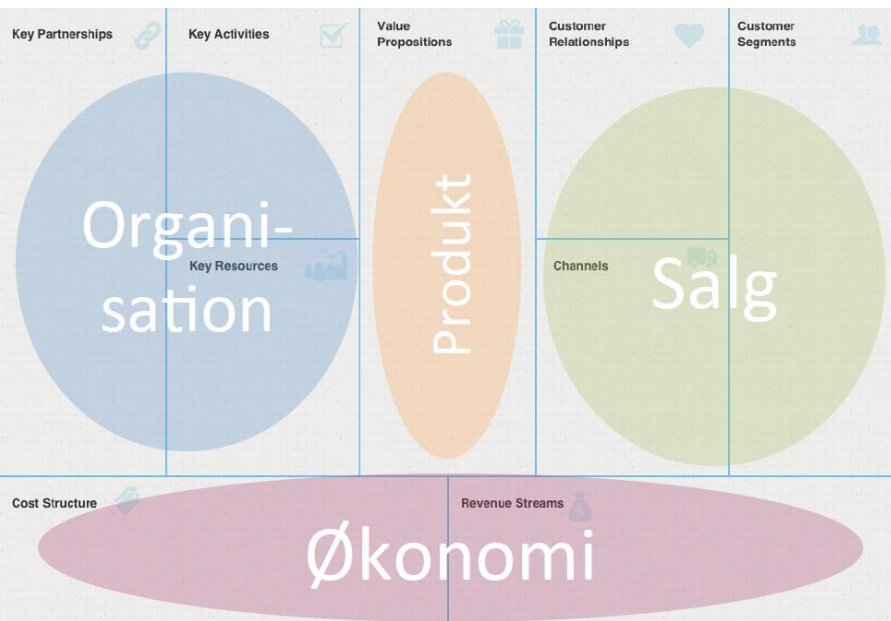 Key Partnerships
Key Activities
Value
Propositions
Customer
Relationships
Customer
Segments
Organi-
sation
Key Resources
Produkt
Channels
Salg
Cost Structure
Revenue Streams
Økonomi